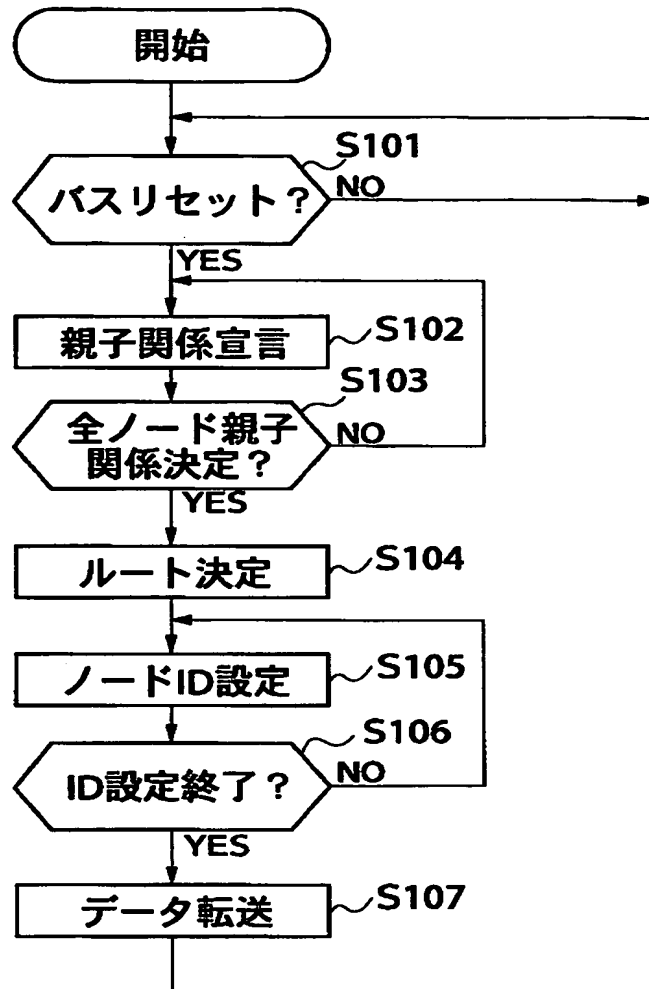 開始
S101
バスリセット？
NO
YES
親子関係宣言
S102
S103
全ノード親子
関係決定？
NO
YES
ルート決定
S104
ノードID設定
S105
S106
ID設定終了？
NO
YES
データ転送
S107